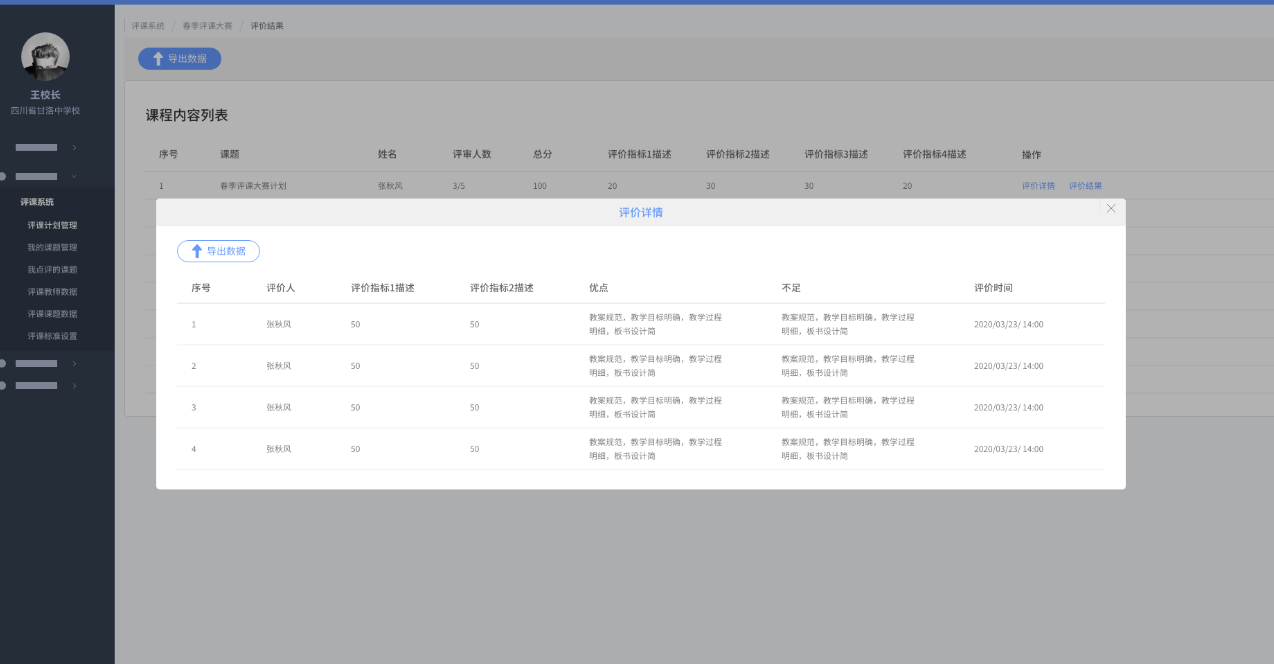 评课系统 / 春季评课大赛 / 评价结果
导出数据
王校长
四川省甘洛中学校
评课系统
评课计划管理
我的课题管理
我点评的课题
评课教师数据
评课课题数据
评课标准设置
课程内容列表
序号 课题 姓名 评审人数 总分 评价指标1描述 评价指标2描述 评价指标3描述 评价指标4描述 操作
1 春季评课大赛计划 张秋风 3/5 100 20 30 30 20 评价详情 评价结果
评价详情
导出数据
序号 评价人 评价指标1描述 评价指标2描述 优点 不足 评价时间
1 张秋风 50 50 教案规范，教学目标明确，教学过程 教案规范，教学目标明确，教学过程 2020/03/23/ 14:00
明细，板书设计简 明细，板书设计简
2 张秋风 50 50 教案规范，教学目标明确，教学过程 教案规范，教学目标明确，教学过程 2020/03/23/ 14:00
明细，板书设计简 明细，板书设计简
3 张秋风 50 50 教案规范，教学目标明确，教学过程 教案规范，教学目标明确，教学过程 2020/03/23/ 14:00
明细，板书设计简 明细，板书设计简
4 张秋风 50 50 教案规范，教学目标明确，教学过程 教案规范，教学目标明确，教学过程 2020/03/23/ 14:00
明细，板书设计简 明细，板书设计简